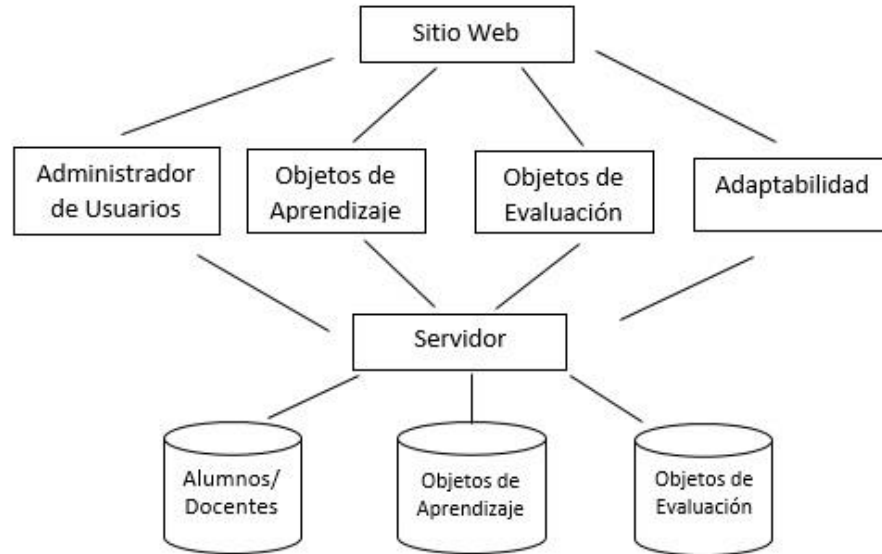 Sitio Web
Administrador
de Usuarios
Objetos de
Aprendizaje
Objetos de
Evaluación
Adaptabilidad
Servidor
Alumnos/
Docentes
Objetos de
Aprendizaje
Objetos de
Evaluación